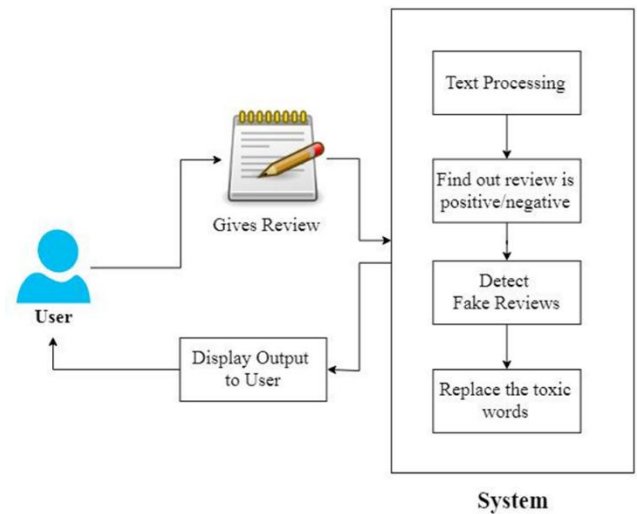 Text Processing
Find out review is
positive/negative
Gives Review
Detect
Fake Reviews
User
Display Output
to User
Replace the toxic
words
System